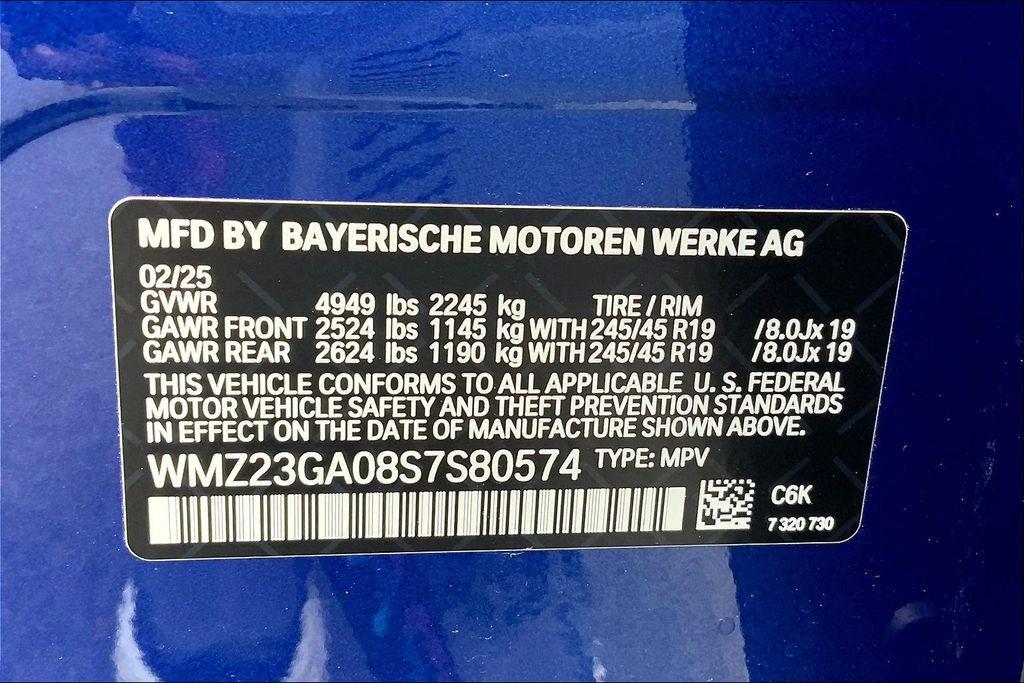 MFD BY BAYERISCHE MOTOREN WERKE AG
02/25
GVWR 4949 lbs 2245 kg TIRE / RIM
GAWR FRONT 2524 lbs 1145 kg WITH 245/45 R19 /8.0Jx 19
GAWR REAR 2624 lbs 1190 kg WITH 245/45 R19 /8.0Jx 19
THIS VEHICLE CONFORMS TO ALL APPLICABLE U. S. FEDERAL
MOTOR VEHICLE SAFETY AND THEFT PREVENTION STANDARDS
IN EFFECT ON THE DATE OF MANUFACTURE SHOWN ABOVE.
WMZ23GA08S7S80574 TYPE: MPV
C6K
7 320 730